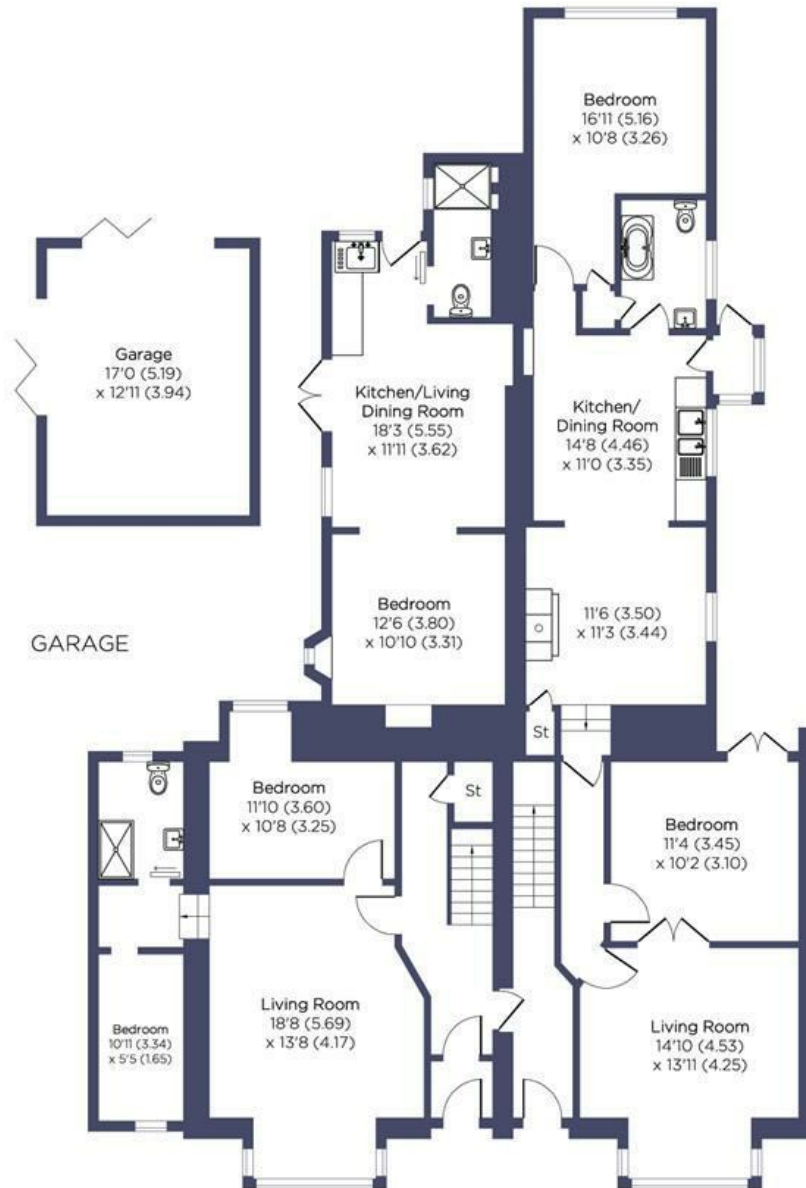 Bedroom
16'11 (5.16)
x 10'8 (3.26)
Garage
17'0 (5.19)
x 12'11 (3.94)
Kitchen/Living
Dining Room
18'3 (5.55)
x 11'11 (3.62)
Kitchen/
Dining Room
14'8 (4.46)
x 11'0 (3.35)
Bedroom
12'6 (3.80)
x 10'10 (3.31)
11'6 (3.50)
x 11'3 (3.44)
GARAGE
St
Bedroom
11'10 (3.60)
x 10'8 (3.25)
St
Bedroom
11'4 (3.45)
x 10'2 (3.10)
Living Room
18'8 (5.69)
x 13'8 (4.17)
Bedroom
10'11 (3.34)
x 5'5 (1.65)
Living Room
14'10 (4.53)
x 13'11 (4.25)